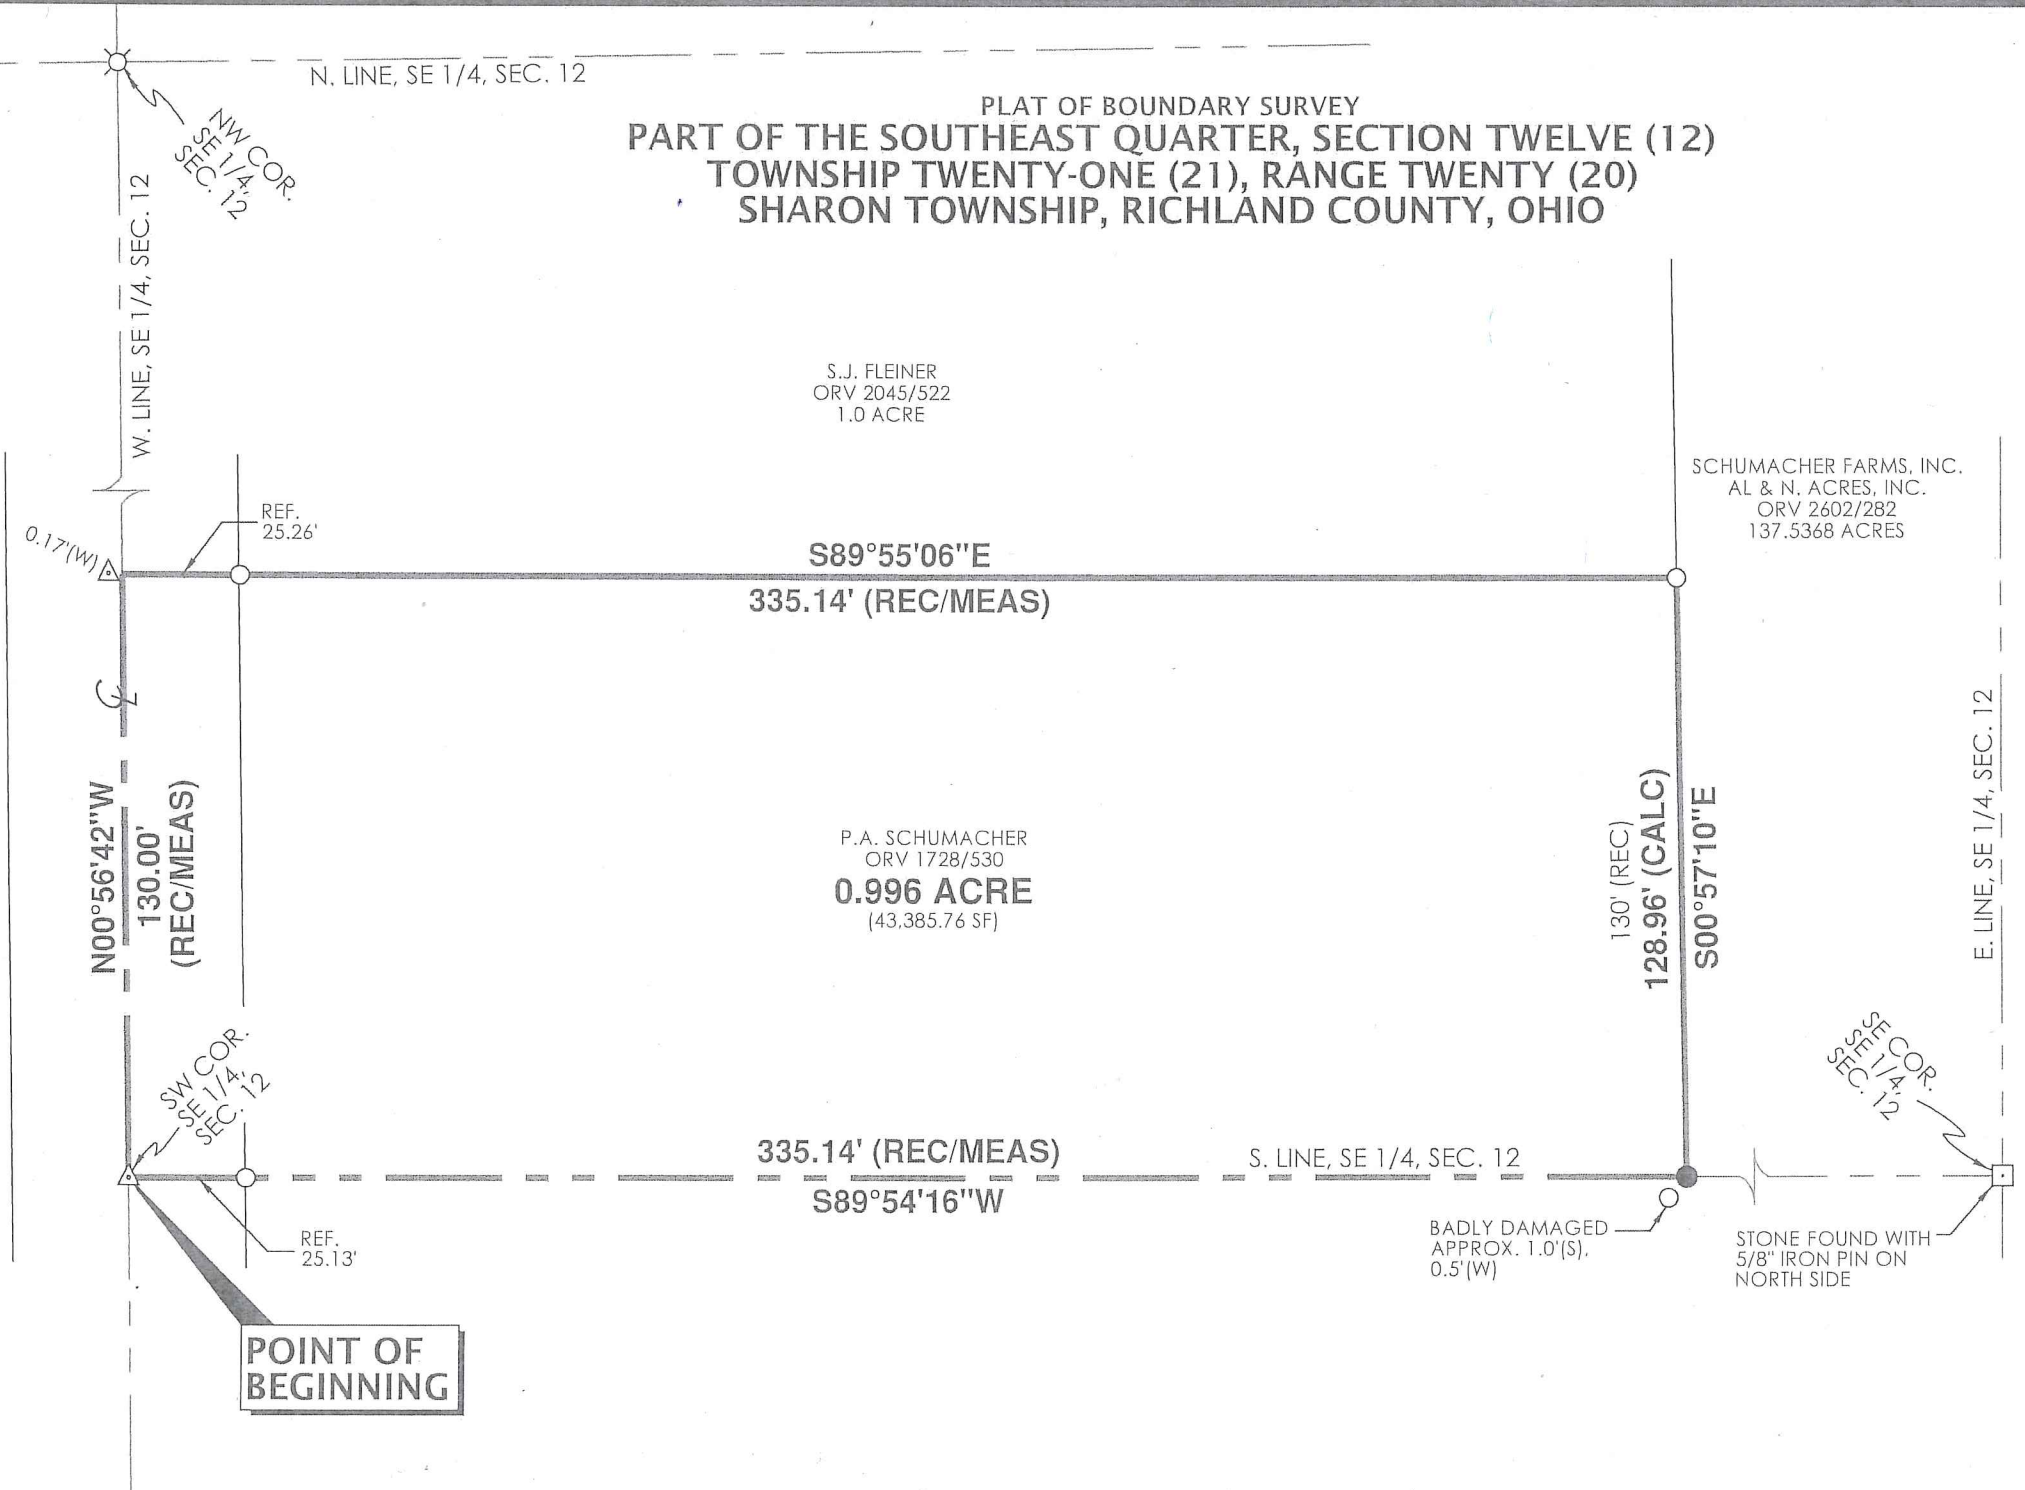 N. LINE, SE 1/4, SEC. 12
NW COR.
SE 1/4,
SEC. 12
W. LINE, SE 1/4, SEC. 12
PLAT OF BOUNDARY SURVEY
PART OF THE SOUTHEAST QUARTER, SECTION TWELVE (12)
TOWNSHIP TWENTY-ONE (21), RANGE TWENTY (20)
SHARON TOWNSHIP, RICHLAND COUNTY, OHIO
S.J. FLEINER
ORV 2045/522
1.0 ACRE
SCHUMACHER FARMS, INC.
AL & N. ACRES, INC.
ORV 2602/282
137.5368 ACRES
0.17'(W)
REF.
25.26'
S89°55'06"E
335.14' (REC/MEAS)
N00°56'42"W
130.00'
(REC/MEAS)
P.A. SCHUMACHER
ORV 1728/530
0.996 ACRE
(43,385.76 SF)
130' (REC)
128.96' (CALC)
S00°57'10"E
E. LINE, SE 1/4, SEC. 12
SW COR.
SE 1/4,
SEC. 12
SE COR.
SE 1/4,
SEC. 12
335.14' (REC/MEAS)
S. LINE, SE 1/4, SEC. 12
S89°54'16"W
REF.
25.13'
BADLY DAMAGED
APPROX. 1.0'(S),
0.5'(W)
STONE FOUND WITH
5/8" IRON PIN ON
NORTH SIDE
POINT OF
BEGINNING